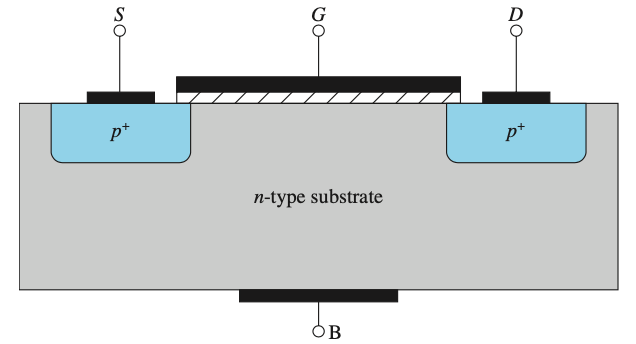 S G D
p⁺ p⁺
n-type substrate
B